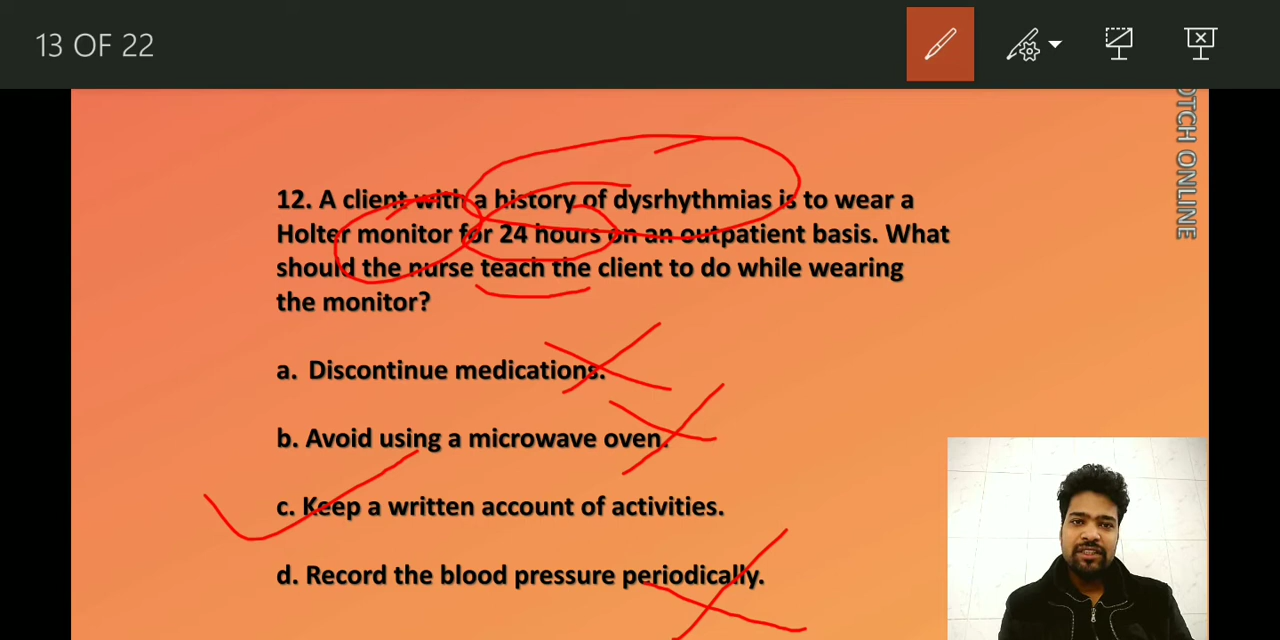 13 OF 22
OTCH ONLINE
12. A client with a history of dysrhythmias is to wear a
Holter monitor for 24 hours on an outpatient basis. What
should the nurse teach the client to do while wearing
the monitor?
a. Discontinue medications.
b. Avoid using a microwave oven.
c. Keep a written account of activities.
d. Record the blood pressure periodically.